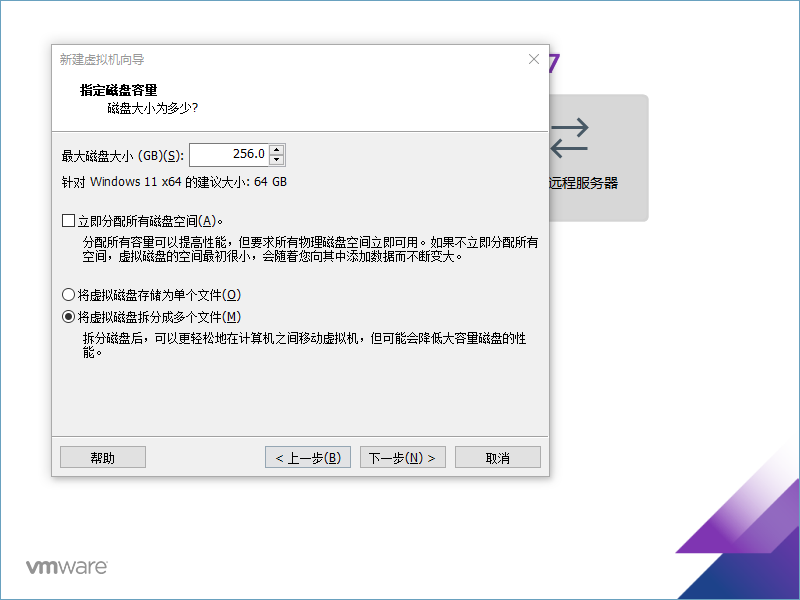 新建虚拟机向导
7
指定磁盘容量
磁盘大小为多少?
最大磁盘大小 (GB)(S):
256.0
针对 Windows 11 x64 的建议大小: 64 GB
远程服务器
立即分配所有磁盘空间(A)。
分配所有容量可以提高性能，但要求所有物理磁盘空间立即可用。如果不立即分配所有
空间，虚拟磁盘的空间最初很小，会随着您向其中添加数据而不断变大。
将虚拟磁盘存储为单个文件(O)
将虚拟磁盘拆分成多个文件(M)
拆分磁盘后，可以更轻松地在计算机之间移动虚拟机，但可能会降低大容量磁盘的性
能。
帮助
< 上一步(B)
下一步(N) >
取消
vmware